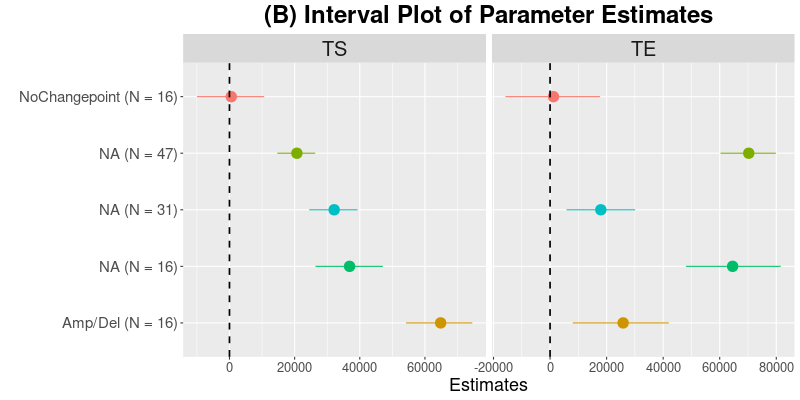 (B) Interval Plot of Parameter Estimates
TS TE
NoChangepoint (N = 16)
NA (N = 47)
NA (N = 31)
NA (N = 16)
Amp/Del (N = 16)
0 20000 40000 60000 -20000 0 20000 40000 60000 80000
Estimates